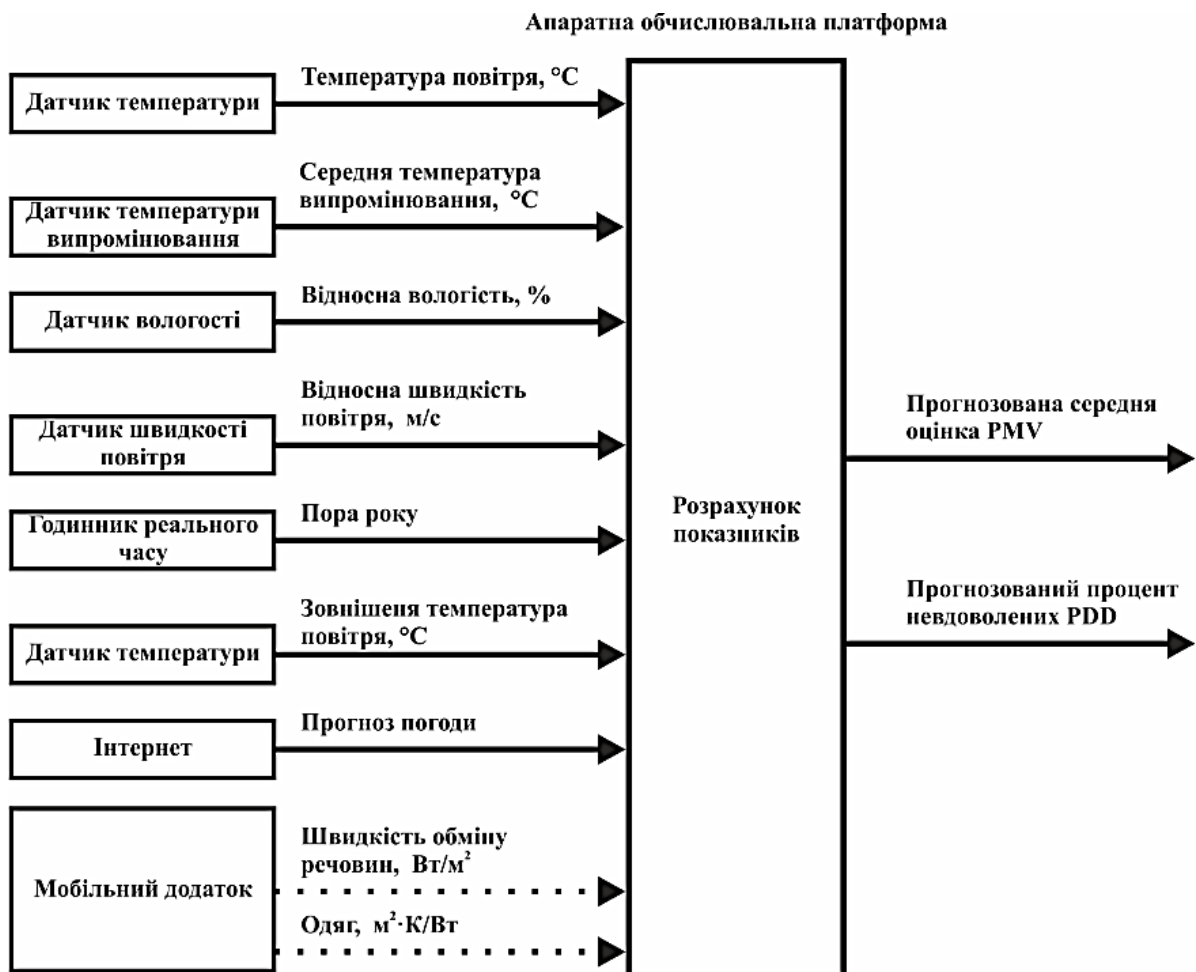 Апаратна обчислювальна платформа
Датчик температури
Температура повітря, °C
Датчик температури
випромінювання
Середня температура
випромінювання, °C
Датчик вологості
Відносна вологість, %
Датчик швидкості
повітря
Відносна швидкість
повітря, м/с
Годинник реального
часу
Пора року
Датчик температури
Зовнішеня температура
повітря, °C
Інтернет
Прогноз погоди
Мобільний додаток
Швидкість обміну
речовин, Вт/м²
Одяг, м²·К/Вт
Розрахунок
показників
Прогнозована середня
оцінка PMV
Прогнозований процент
невдоволених PDD